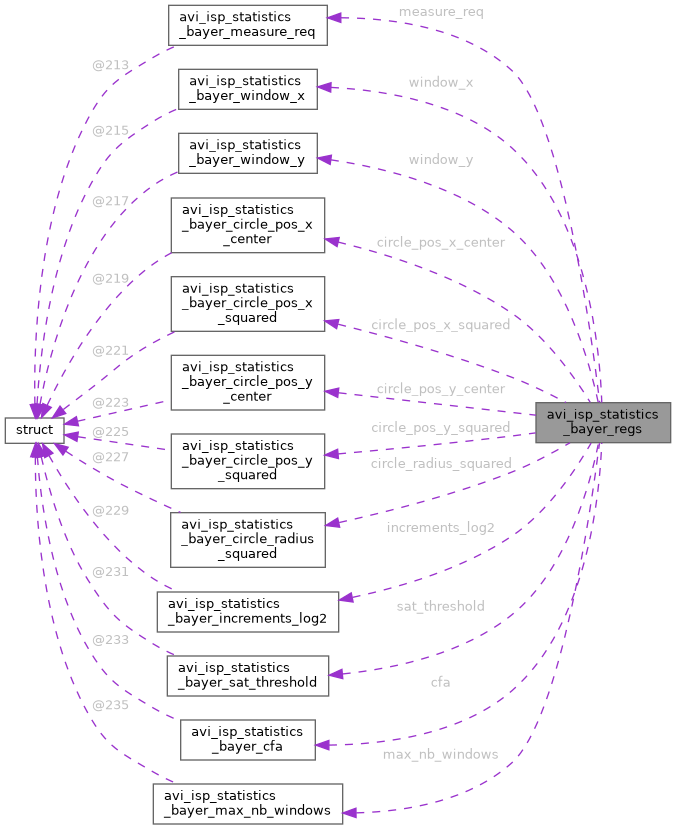 avi_isp_statistics
_bayer_measure_req
measure_req
@213
avi_isp_statistics
_bayer_window_x
window_x
@215
avi_isp_statistics
_bayer_window_y
window_y
@217
avi_isp_statistics
_bayer_circle_pos_x
_center
circle_pos_x_center
@219
avi_isp_statistics
_bayer_circle_pos_x
_squared
circle_pos_x_squared
@221
avi_isp_statistics
_bayer_circle_pos_y
_center
circle_pos_y_center
@223
struct
avi_isp_statistics
_bayer_regs
@225
avi_isp_statistics
_bayer_circle_pos_y
_squared
circle_pos_y_squared
@227
avi_isp_statistics
_bayer_circle_radius
_squared
circle_radius_squared
@229
avi_isp_statistics
_bayer_increments_log2
increments_log2
@231
avi_isp_statistics
_bayer_sat_threshold
sat_threshold
@233
avi_isp_statistics
_bayer_cfa
cfa
@235
avi_isp_statistics
_bayer_max_nb_windows
max_nb_windows